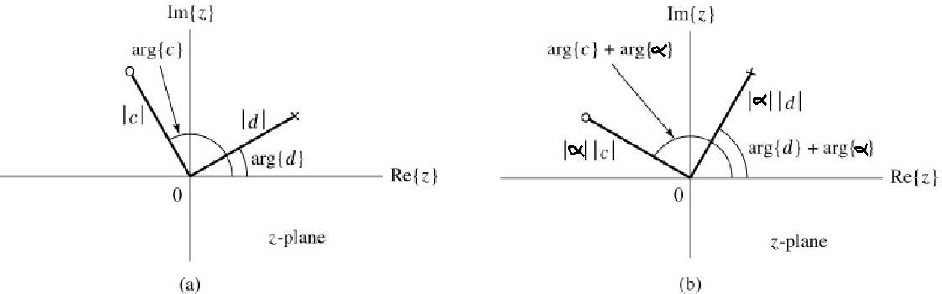 Im{z}
arg{c}
|c|
|d|
arg{d}
Re{z}
0
z-plane
(a)
Im{z}
arg{c} + arg{α}
|α||d|
|α||c|
arg{d} + arg{α}
Re{z}
0
z-plane
(b)